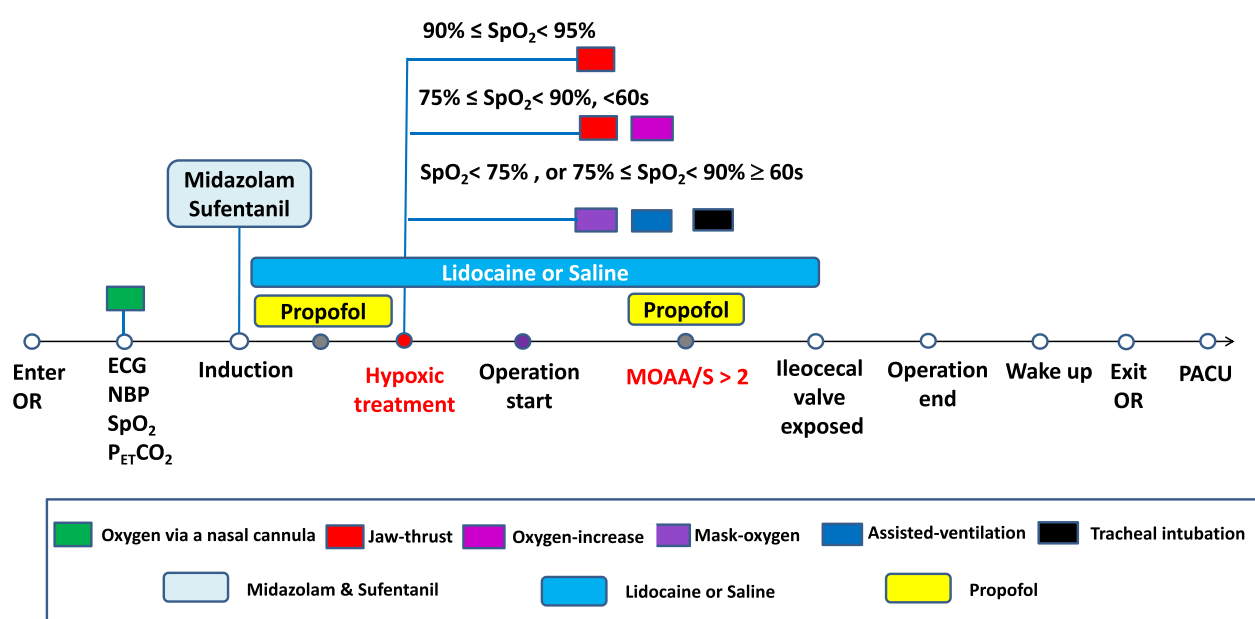 90% ≤ SpO₂< 95%
75% ≤ SpO₂< 90%, <60s
SpO₂< 75% , or 75% ≤ SpO₂< 90% ≥ 60s
Midazolam
Sufentanil
Lidocaine or Saline
Propofol
Propofol
Enter
OR
ECG
NBP
SpO₂
P_ETCO₂
Induction
Hypoxic
treatment
Operation
start
MOAA/S > 2
Ileocecal
valve
exposed
Operation
end
Wake up
Exit
OR
PACU
Oxygen via a nasal cannula
Jaw-thrust
Oxygen-increase
Mask-oxygen
Assisted-ventilation
Tracheal intubation
Midazolam & Sufentanil
Lidocaine or Saline
Propofol